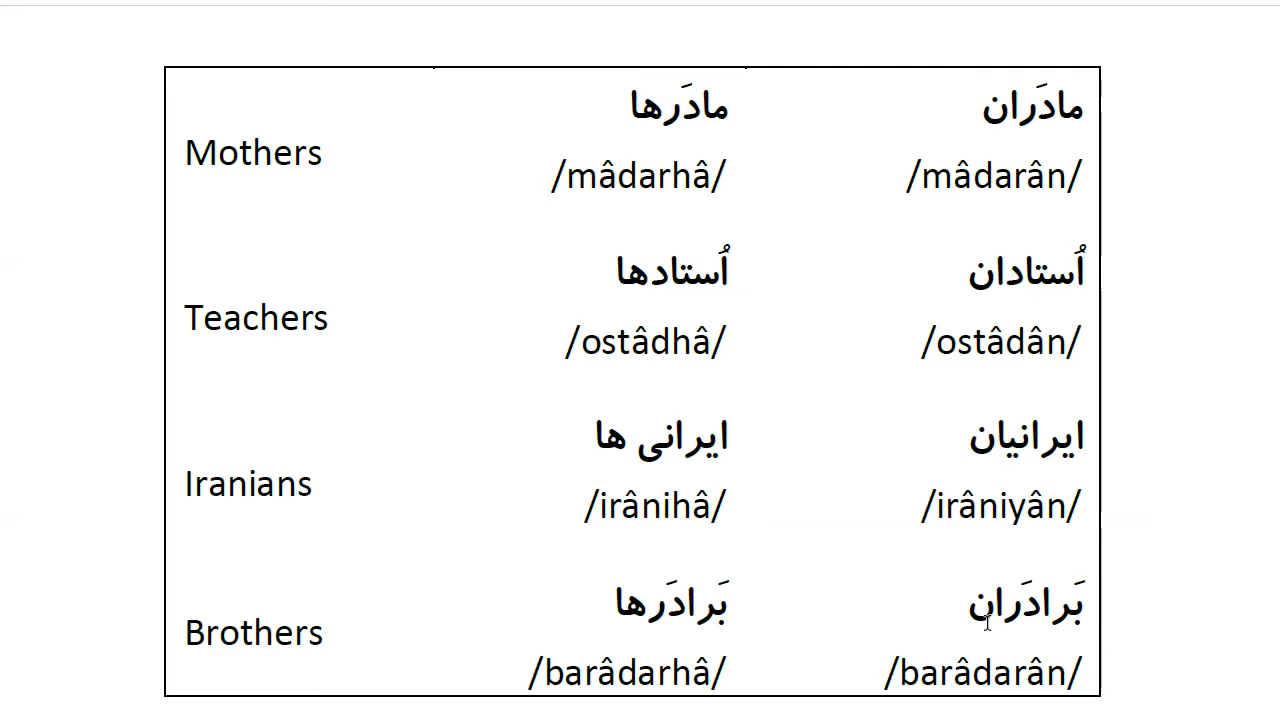 مادَران
/mâdarân/
مادَرها
/mâdarhâ/
Mothers
اُستادان
/ostâdân/
اُستادها
/ostâdhâ/
Teachers
ایرانیان
/irâniyân/
ایرانی ها
/irânihâ/
Iranians
بَرادَران
/barâdarân/
بَرادَرها
/barâdarhâ/
Brothers